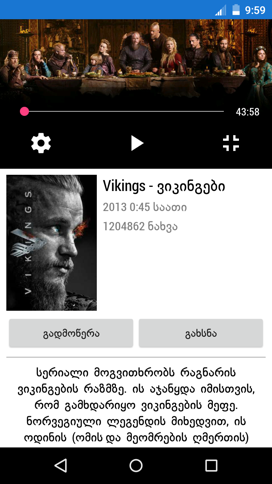 9:59
43:58
VIKINGS
Vikings - ვიკინგები
2013 0:45 საათი
1204862 ნახვა
გადმოწერა
გახსნა
სერიალი მოგვითხრობს რაგნარის
ვიკინგების რაზმზე. ის აჯანყდა იმისთვის,
რომ გამხდარიყო ვიკინგების მეფე.
ნორვეგიული ლეგენდის მიხედვით, ის
ოდინის (ომის და მეომრების ღმერთის)